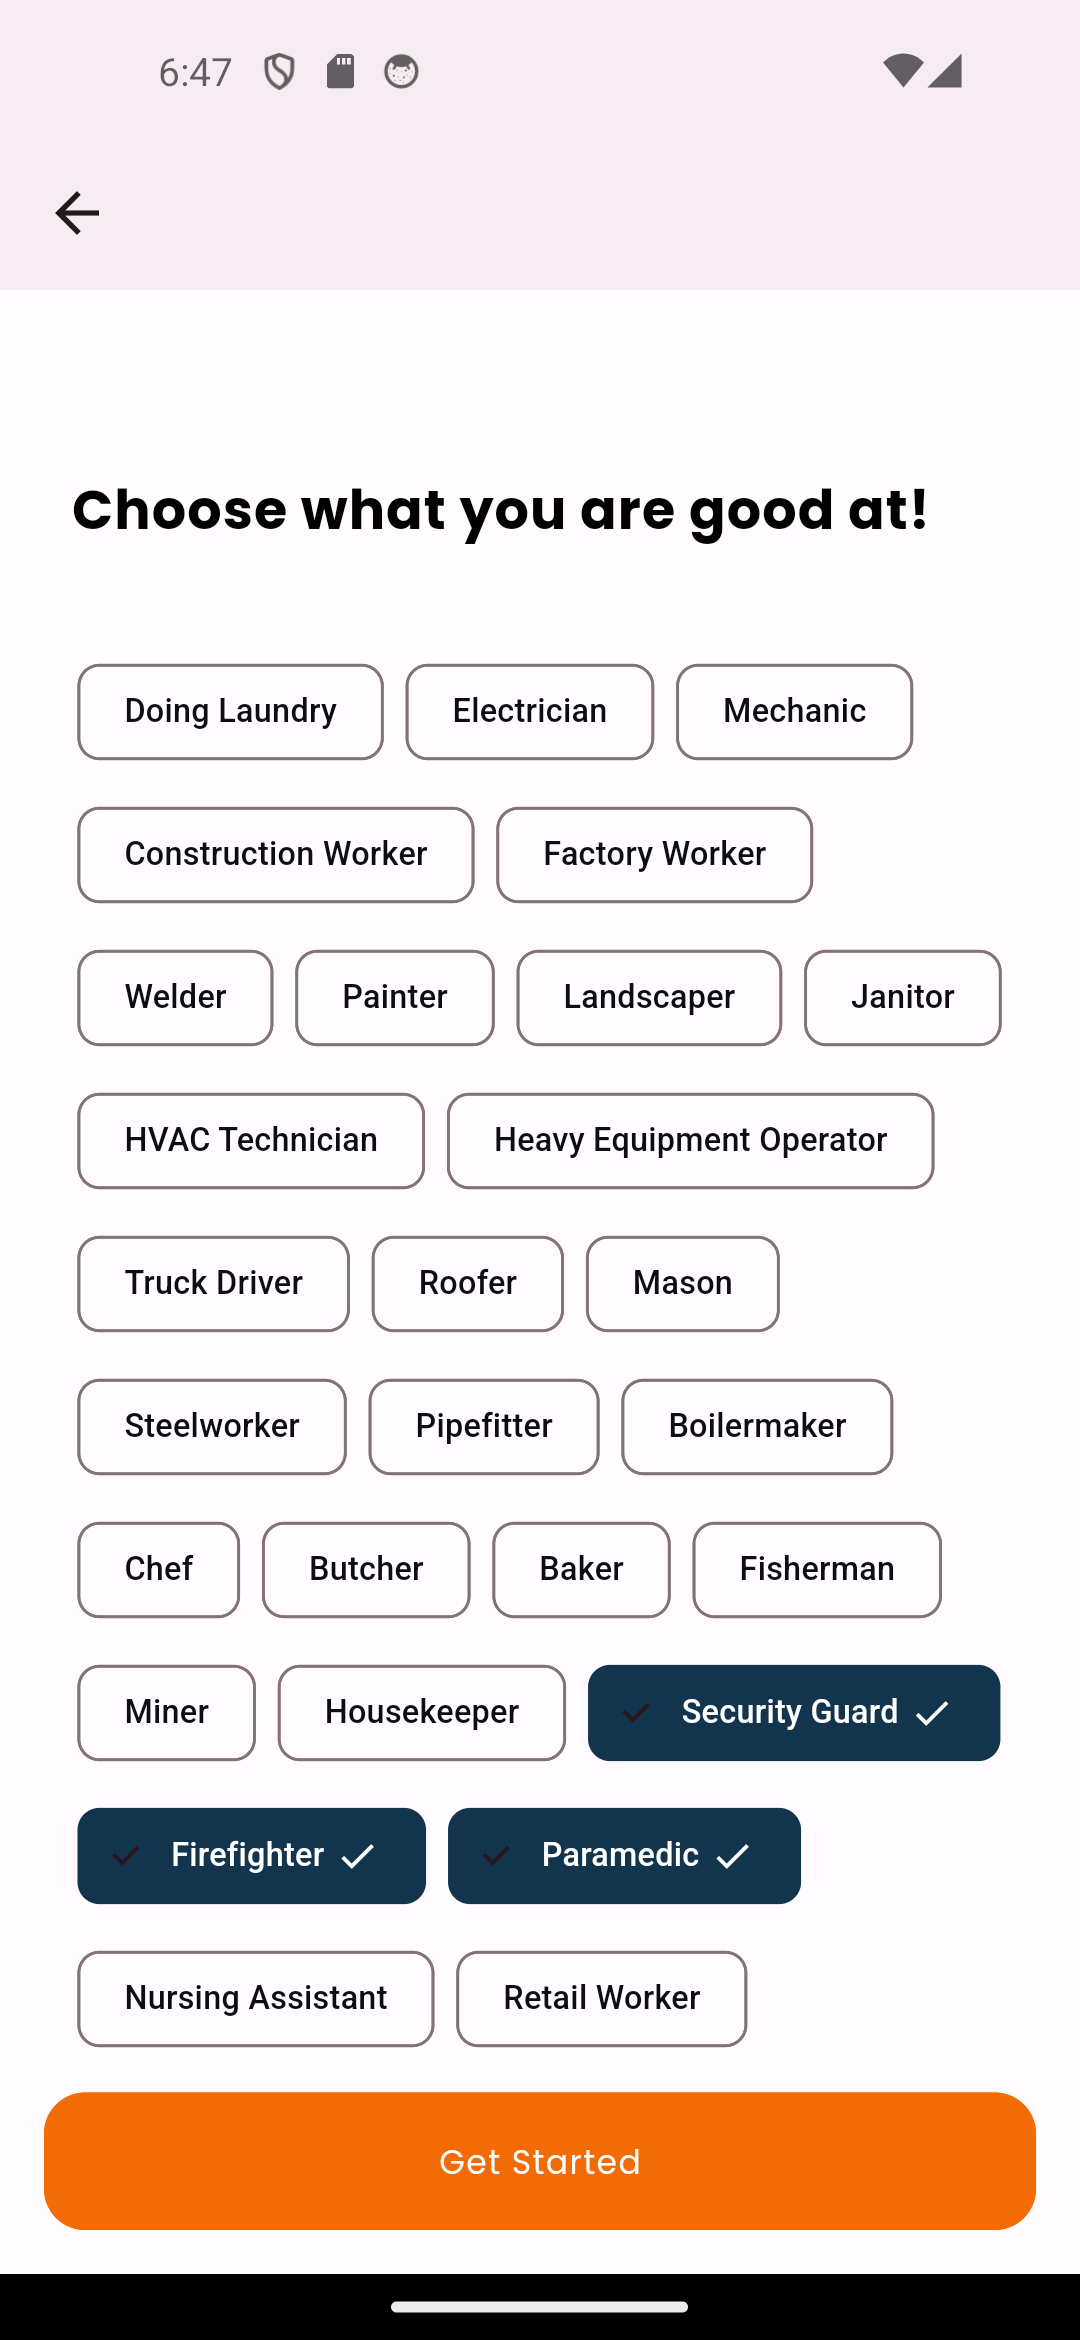 6:47
Choose what you are good at!
Doing Laundry Electrician Mechanic
Construction Worker Factory Worker
Welder Painter Landscaper Janitor
HVAC Technician Heavy Equipment Operator
Truck Driver Roofer Mason
Steelworker Pipefitter Boilermaker
Chef Butcher Baker Fisherman
Miner Housekeeper Security Guard
Firefighter Paramedic
Nursing Assistant Retail Worker
Get Started